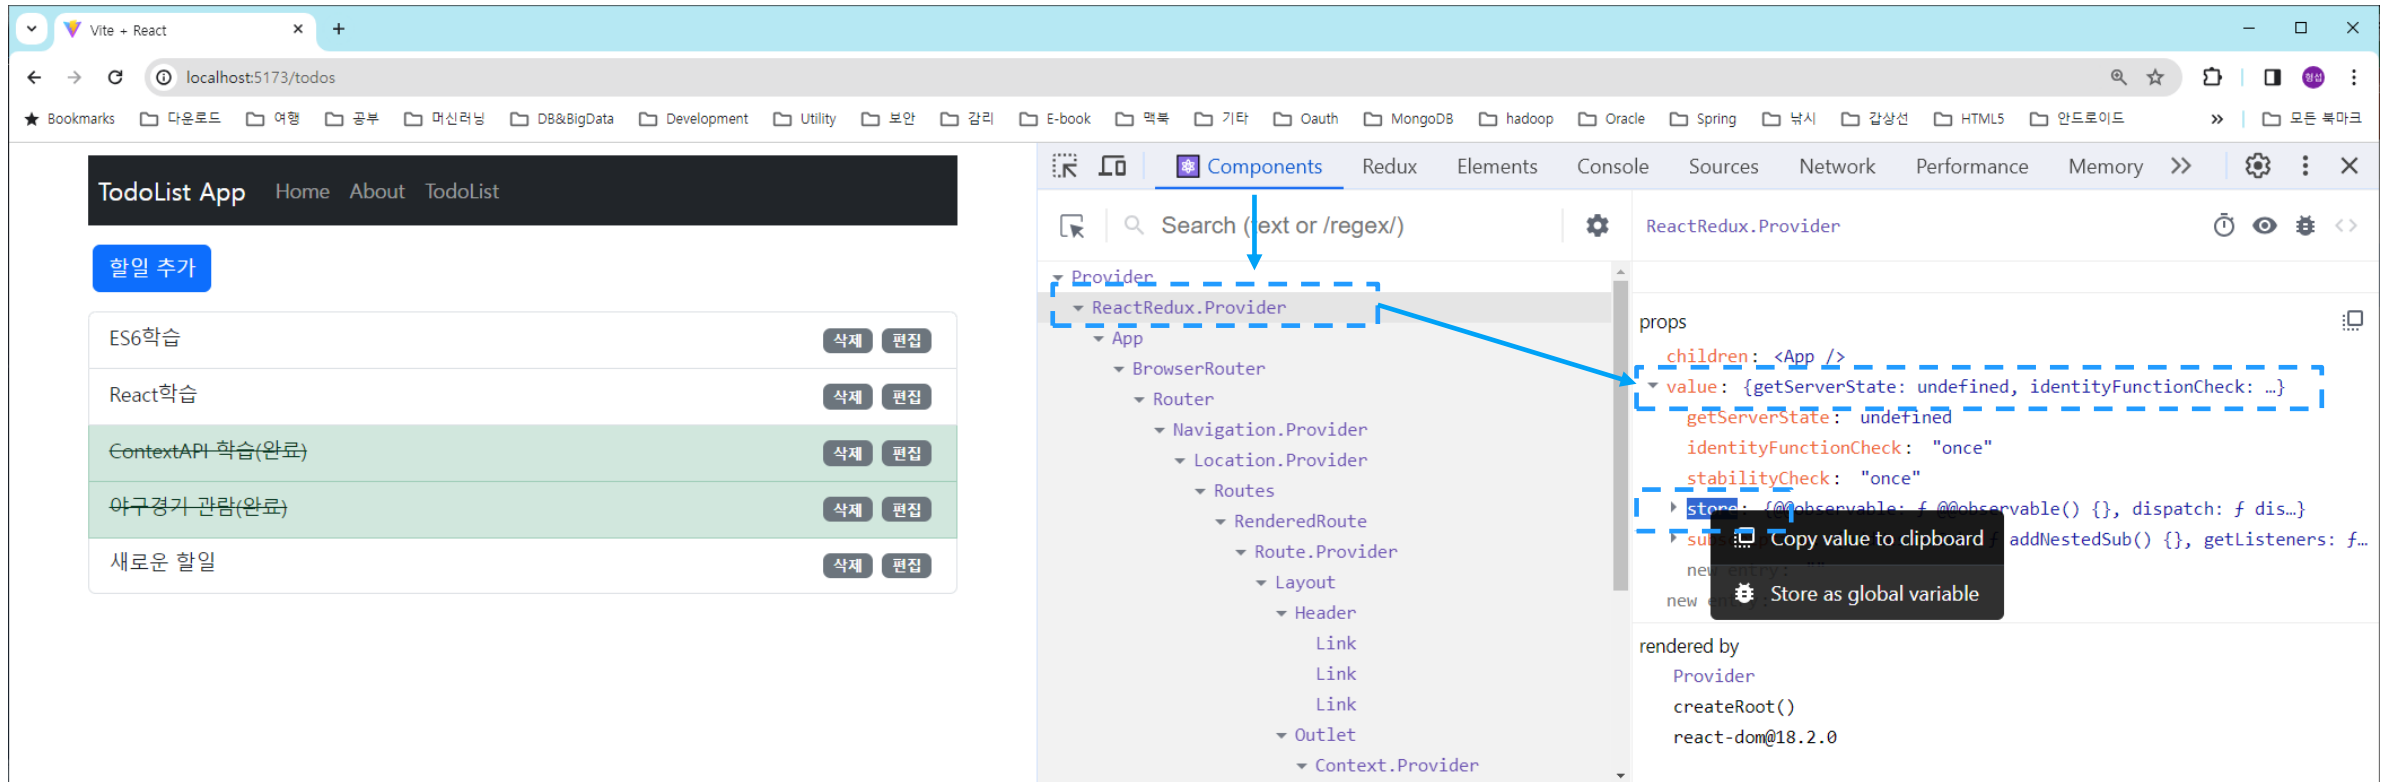 Vite + React
localhost:5173/todos
형섭
Bookmarks 다운로드 여행 공부 머신러닝 DB&BigData Development Utility 보안 감리 E-book 맥북 기타 Oauth MongoDB hadoop Oracle Spring 낚시 갑상선 HTML5 안드로이드 » 모든 북마크
TodoList App Home About TodoList
할일 추가
ES6학습 삭제 편집
React학습 삭제 편집
ContextAPI 학습(완료) 삭제 편집
야구경기 관람(완료) 삭제 편집
새로운 할일 삭제 편집
Components Redux Elements Console Sources Network Performance Memory
Search (text or /regex/)
Provider
ReactRedux.Provider
App
BrowserRouter
Router
Navigation.Provider
Location.Provider
Routes
RenderedRoute
Route.Provider
Layout
Header
Link
Link
Link
Outlet
Context.Provider
ReactRedux.Provider
props
children: <App />
value: {getServerState: undefined, identityFunctionCheck: …}
getServerState: undefined
identityFunctionCheck: "once"
stabilityCheck: "once"
store: {@@observable: ƒ @@observable() {}, dispatch: ƒ dis…}
Copy value to clipboard
addNestedSub() {}, getListeners: ƒ…
new entry: ""
Store as global variable
new
rendered by
Provider
createRoot()
react-dom@18.2.0